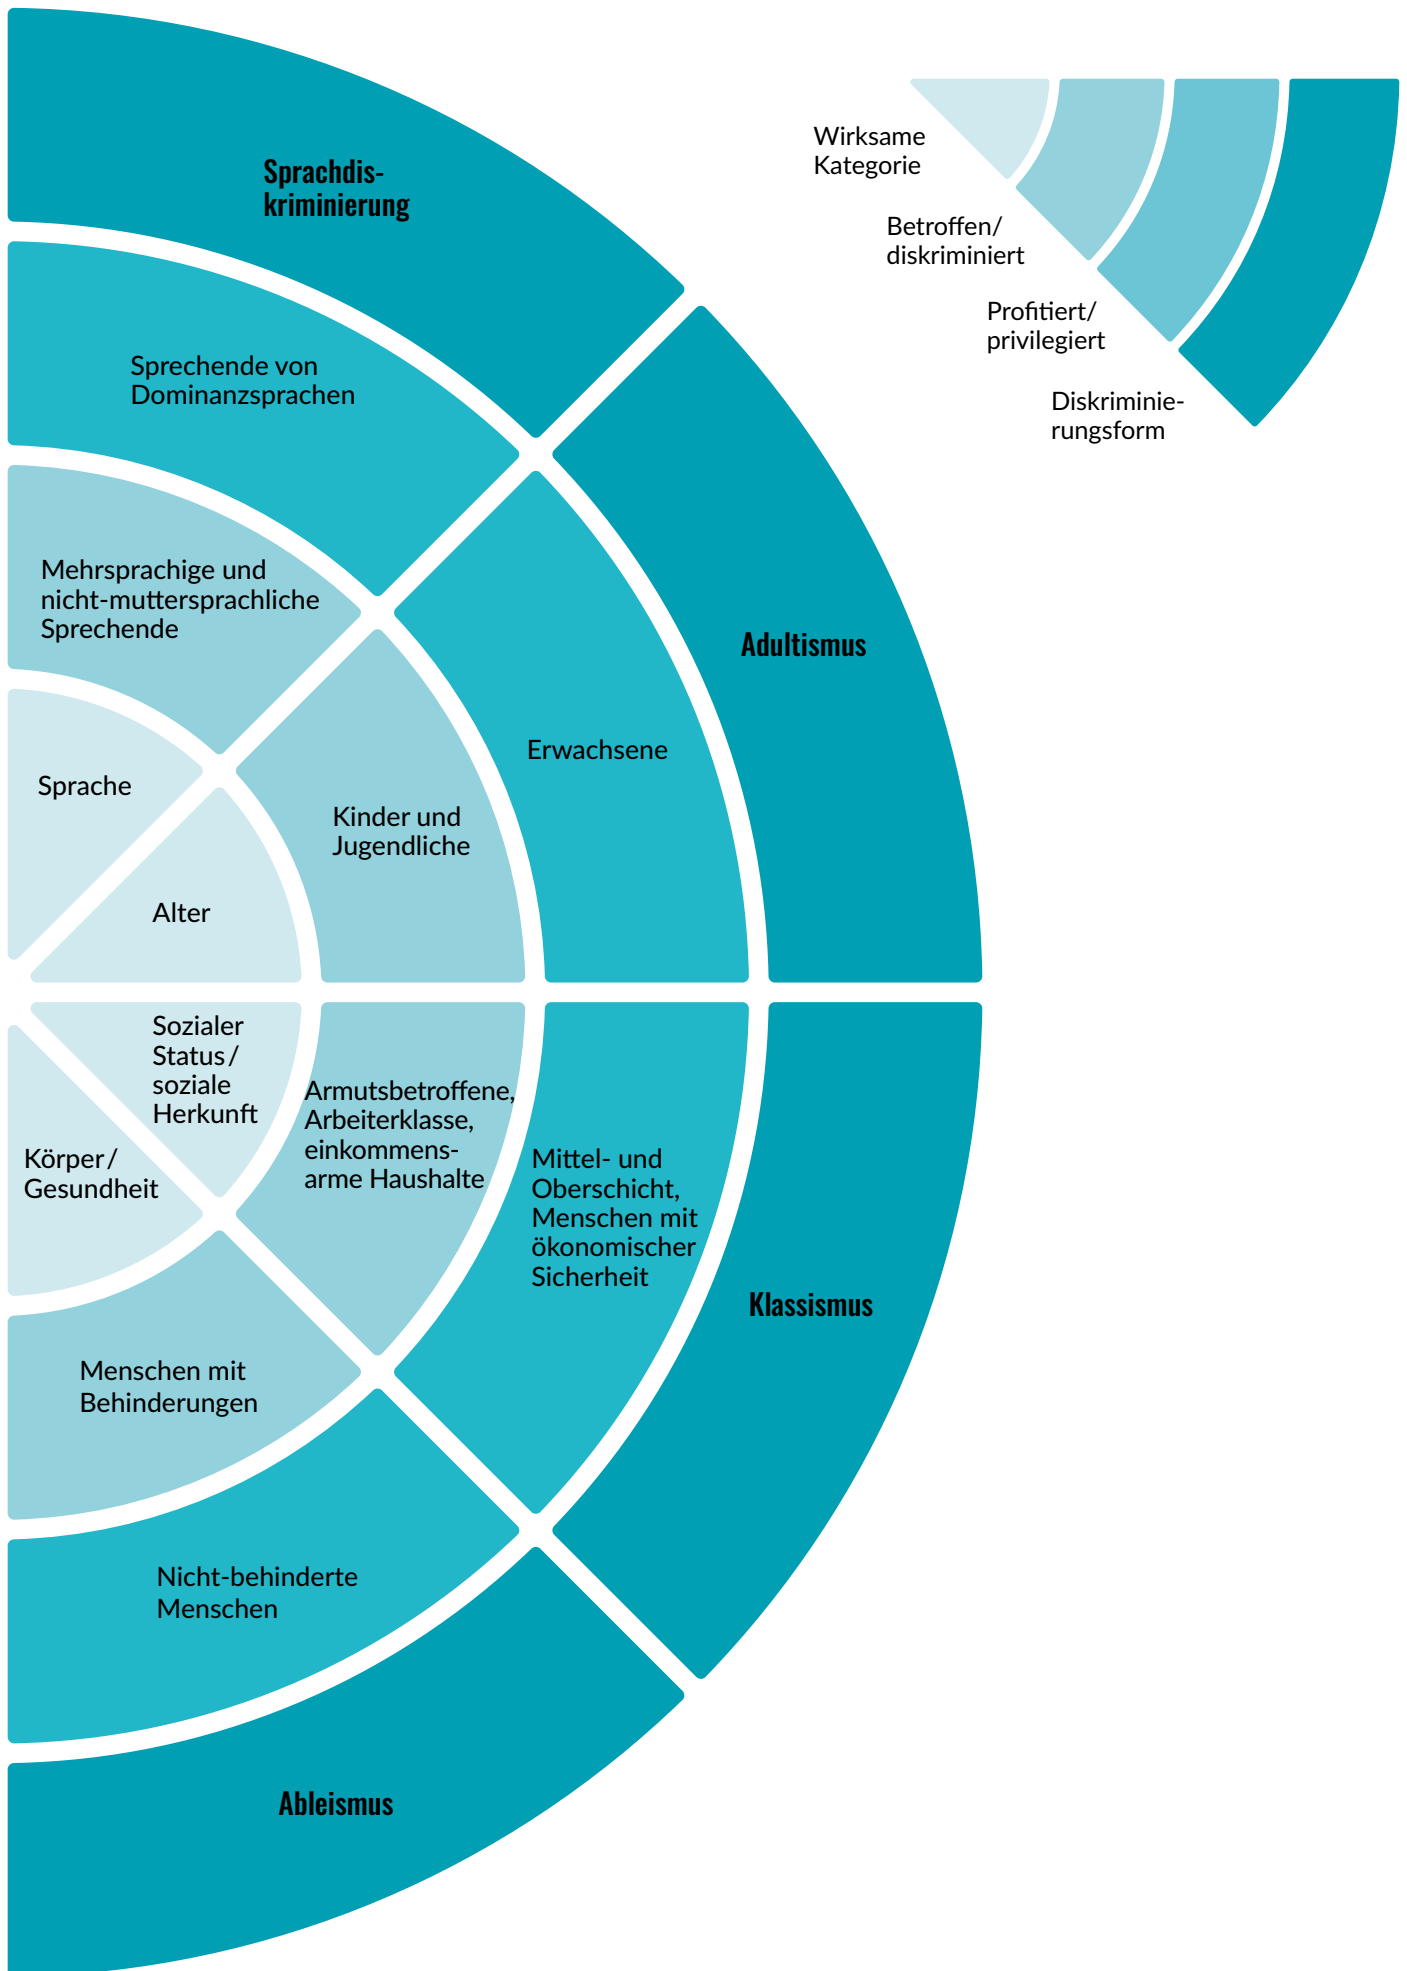 Sprachdis-
kriminierung
Sprechende von
Dominanzsprachen
Mehrsprachige und
nicht-muttersprachliche
Sprechende
Sprache
Adultismus
Erwachsene
Kinder und
Jugendliche
Alter
Sozialer
Status/
soziale
Herkunft
Armutsbetroffene,
Arbeiterklasse,
einkommens-
arme Haushalte
Mittel- und
Oberschicht,
Menschen mit
ökonomischer
Sicherheit
Klassismus
Körper/
Gesundheit
Menschen mit
Behinderungen
Nicht-behinderte
Menschen
Ableismus
Wirksame
Kategorie
Betroffen/
diskriminiert
Profitiert/
privilegiert
Diskriminie-
rungsform